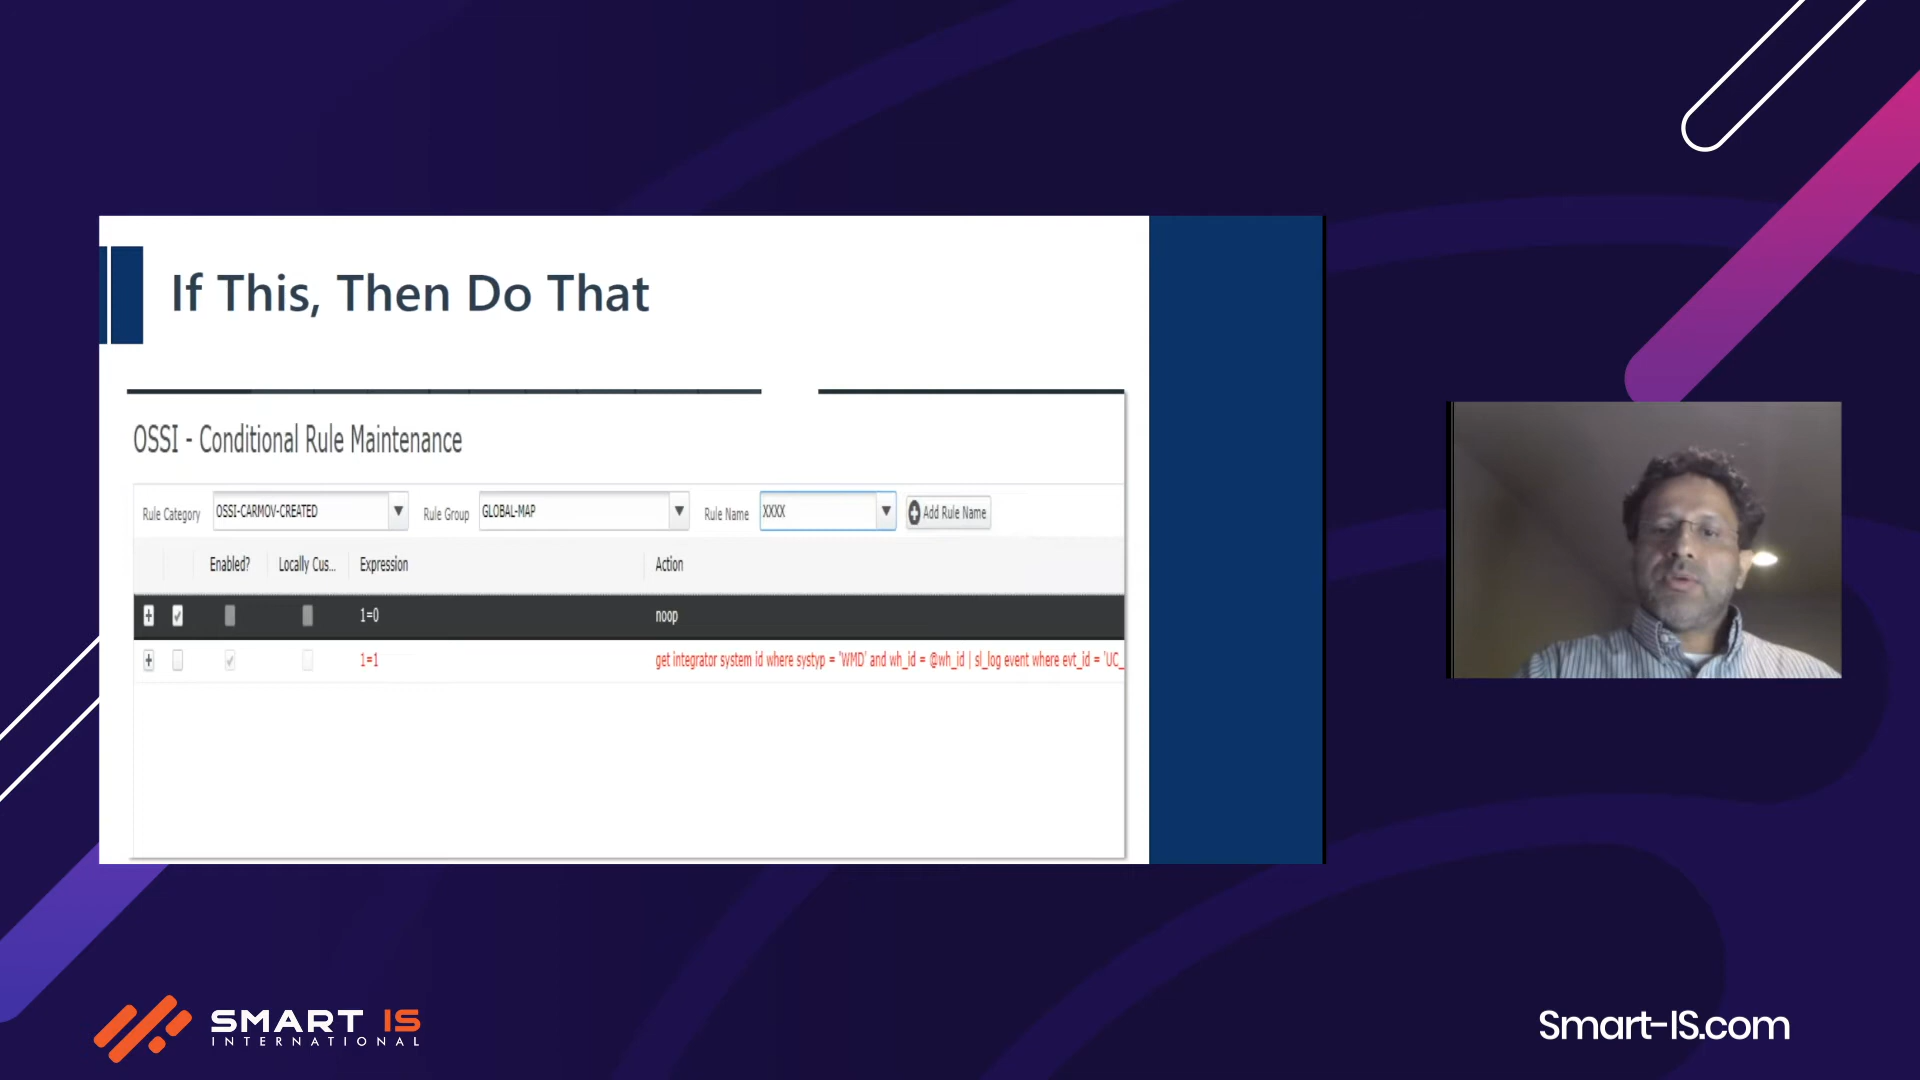 If This, Then Do That
OSSI - Conditional Rule Maintenance
Rule Category OSSI-CARMOV-CREATED Rule Group GLOBAL-MAP Rule Name XXXX Add Rule Name
Enabled? Locally Cus... Expression Action
1=0 noop
1=1 get integrator system id where systyp = 'WMD' and wh_id = @wh_id | sl_log event where evt_id = 'UC_
SMART IS
INTERNATIONAL
Smart-IS.com